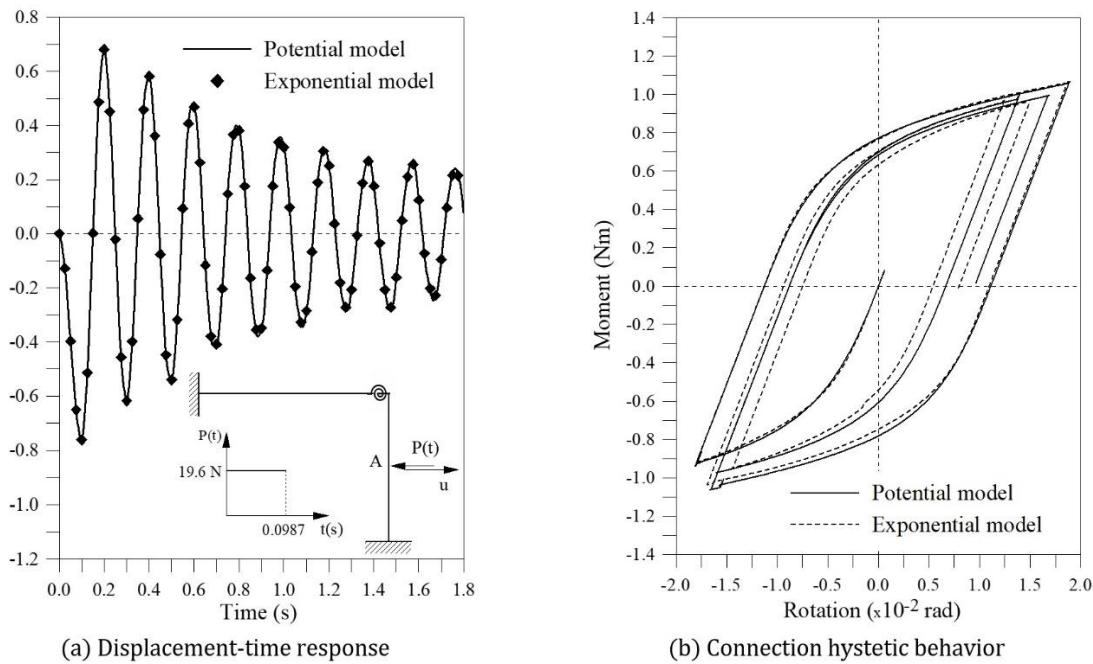 0.8
0.6
0.4
0.2
0.0
-0.2
-0.4
-0.6
-0.8
-1.0
-1.2
Potential model
Exponential model
P(t)
19.6 N
0.0987
t(s)
A
P(t)
u
0.0 0.2 0.4 0.6 0.8 1.0 1.2 1.4 1.6 1.8
Time (s)
(a) Displacement-time response
1.4
1.2
1.0
0.8
0.6
0.4
0.2
0.0
-0.2
-0.4
-0.6
-0.8
-1.0
-1.2
-1.4
Moment (Nm)
Potential model
Exponential model
-2.0 -1.5 -1.0 -0.5 0.0 0.5 1.0 1.5 2.0
Rotation (x10-2 rad)
(b) Connection hystetic behavior